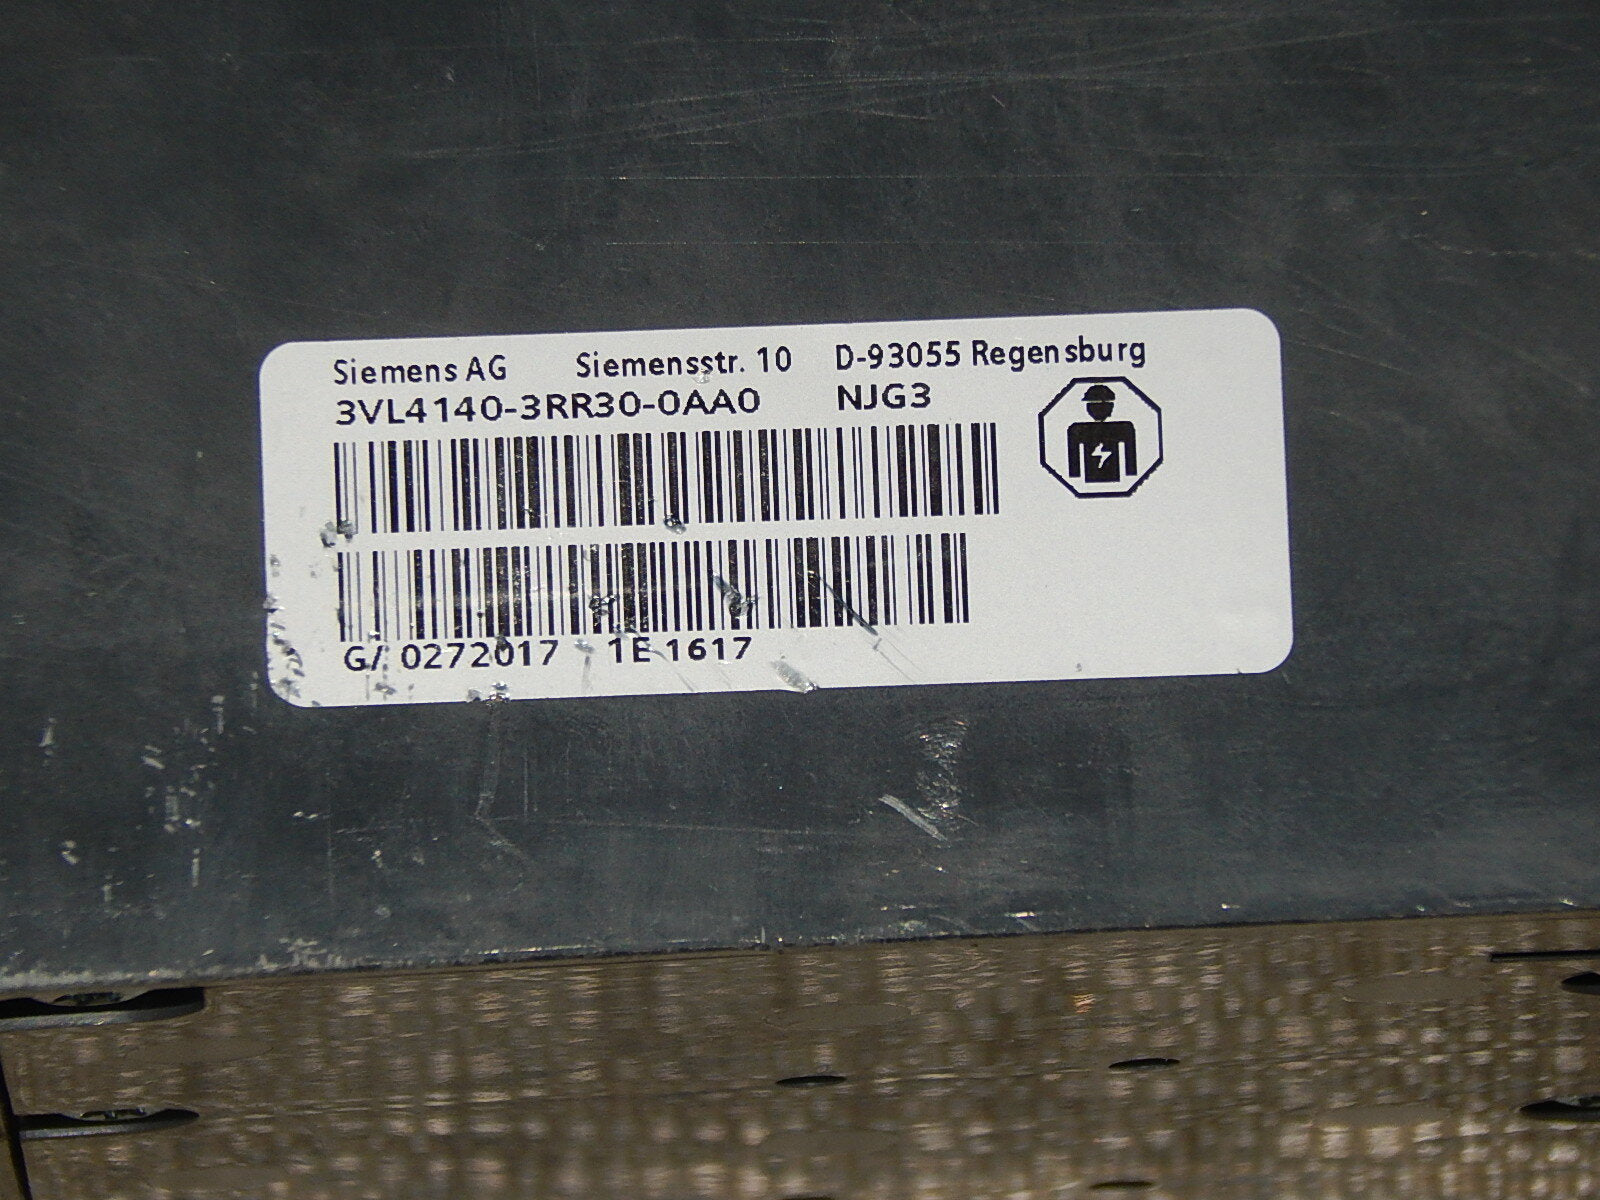 Siemens AG Siemensstr. 10 D-93055 Regensburg
3VL4140-3RR30-0AA0 NJG3
G/ 0272017 1E 1617